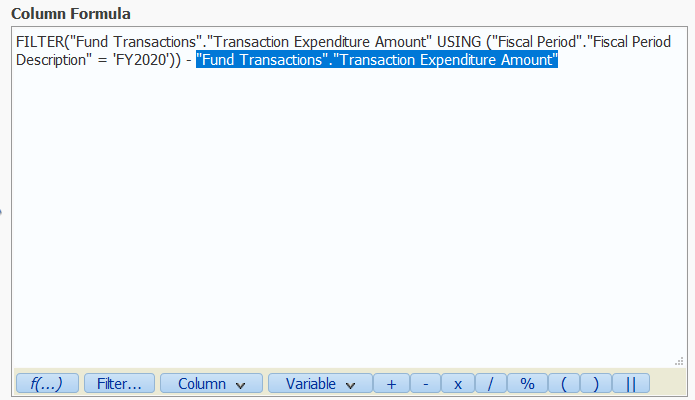 Column Formula
FILTER("Fund Transactions"."Transaction Expenditure Amount" USING ("Fiscal Period"."Fiscal Period
Description" = 'FY2020')) - "Fund Transactions"."Transaction Expenditure Amount"
f(...) Filter... Column Variable + - x / % ( ) ||